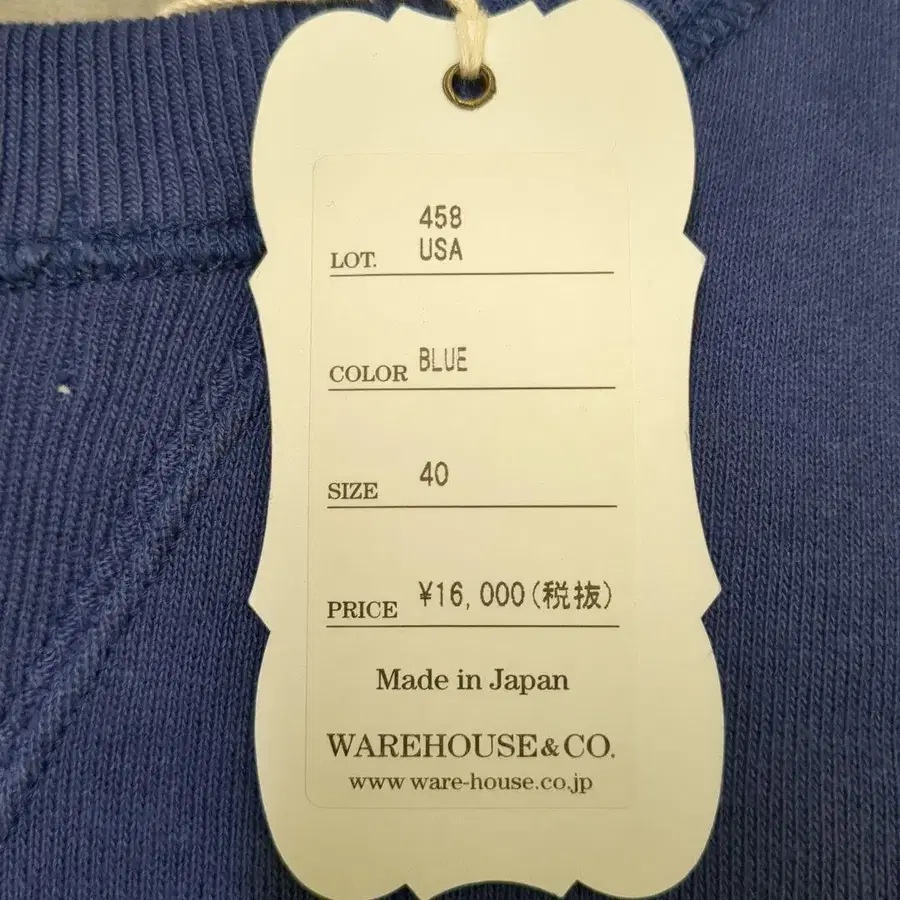 458
LOT. USA
COLOR BLUE
SIZE 40
PRICE ¥16,000(税抜)
Made in Japan
WAREHOUSE&CO.
www ware-house.co.jp